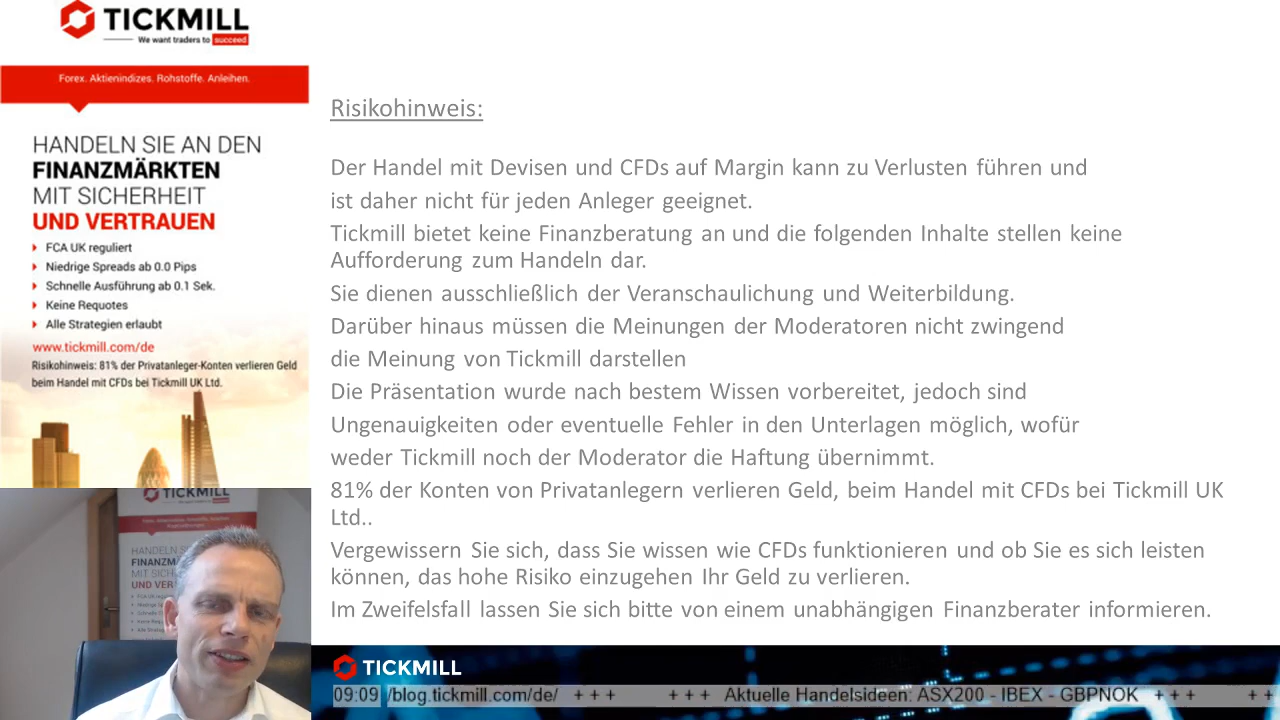 TICKMILL
We want traders to succeed
Forex. Aktienindizes. Rohstoffe. Anleihen.
HANDELN SIE AN DEN
FINANZMÄRKTEN
MIT SICHERHEIT
UND VERTRAUEN
FCA UK reguliert
Niedrige Spreads ab 0.0 Pips
Schnelle Ausführung ab 0.1 Sek.
Keine Requotes
Alle Strategien erlaubt
www.tickmill.com/de
Risikohinweis: 81% der Privatanleger-Konten verlieren Geld
beim Handel mit CFDs bei Tickmill UK Ltd.
TICKMILL
HANDELN S
FINANZM
MIT SICH
UND VER
Risikohinweis:
Der Handel mit Devisen und CFDs auf Margin kann zu Verlusten führen und
ist daher nicht für jeden Anleger geeignet.
Tickmill bietet keine Finanzberatung an und die folgenden Inhalte stellen keine
Aufforderung zum Handeln dar.
Sie dienen ausschließlich der Veranschaulichung und Weiterbildung.
Darüber hinaus müssen die Meinungen der Moderatoren nicht zwingend
die Meinung von Tickmill darstellen
Die Präsentation wurde nach bestem Wissen vorbereitet, jedoch sind
Ungenauigkeiten oder eventuelle Fehler in den Unterlagen möglich, wofür
weder Tickmill noch der Moderator die Haftung übernimmt.
81% der Konten von Privatanlegern verlieren Geld, beim Handel mit CFDs bei Tickmill UK
Ltd..
Vergewissern Sie sich, dass Sie wissen wie CFDs funktionieren und ob Sie es sich leisten
können, das hohe Risiko einzugehen Ihr Geld zu verlieren.
Im Zweifelsfall lassen Sie sich bitte von einem unabhängigen Finanzberater informieren.
TICKMILL
09:09 /blog.tickmill.com/de/ + + + + + + Aktuelle Handelsideen: ASX200 - IBEX - GBPNOK + + + + +